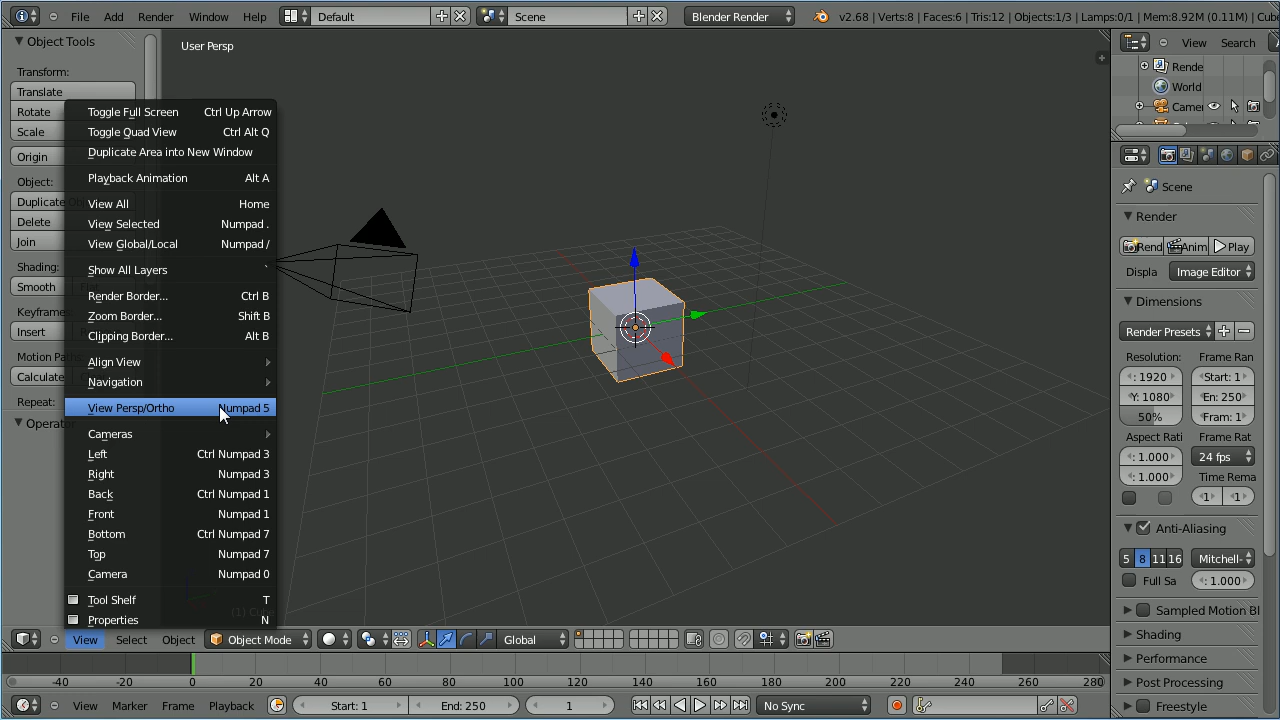 File Add Render Window Help Default Scene Blender Render v2.68 | Verts:8 | Faces:6 | Tris:12 | Objects:1/3 | Lamps:0/1 | Mem:8.92M (0.11M) | Cube
Object Tools
Transform:
Translate
Rotate
Scale
Origin
Object:
Delete
Join
Shading:
Smooth
Insert
Calculate
Repeat:
User Persp
Toggle Full Screen Ctrl Up Arrow
Toggle Quad View Ctrl Alt Q
Duplicate Area into New Window
Playback Animation Alt A
View All Home
View Selected Numpad .
View Global/Local Numpad /
Show All Layers `
Render Border... Ctrl B
Zoom Border... Shift B
Clipping Border... Alt B
Align View
Navigation
View Persp/Ortho Numpad 5
Cameras
Left Ctrl Numpad 3
Right Numpad 3
Back Ctrl Numpad 1
Front Numpad 1
Bottom Ctrl Numpad 7
Top Numpad 7
Camera Numpad 0
Tool Shelf T
Properties N
(1) Cube
View Select Object Object Mode Global
-40 -20 0 20 40 60 80 100 120 140 160 180 200 220 240 260 280
View Marker Frame Playback Start: 1 End: 250 1 No Sync
View Search
Rende
World
Camer
Scene
Render
Rend Anim Play
Displa Image Editor
Dimensions
Render Presets
Resolution: Frame Ran
: 1920 Start: 1
Y: 1080 En: 250
50% Fram: 1
Aspect Rati Frame Rat
: 1.000 24 fps
: 1.000 Time Rema
1 1
Anti-Aliasing
5 8 11 16 Mitchell-
Full Sa : 1.000
Sampled Motion Bl
Shading
Performance
Post Processing
Freestyle